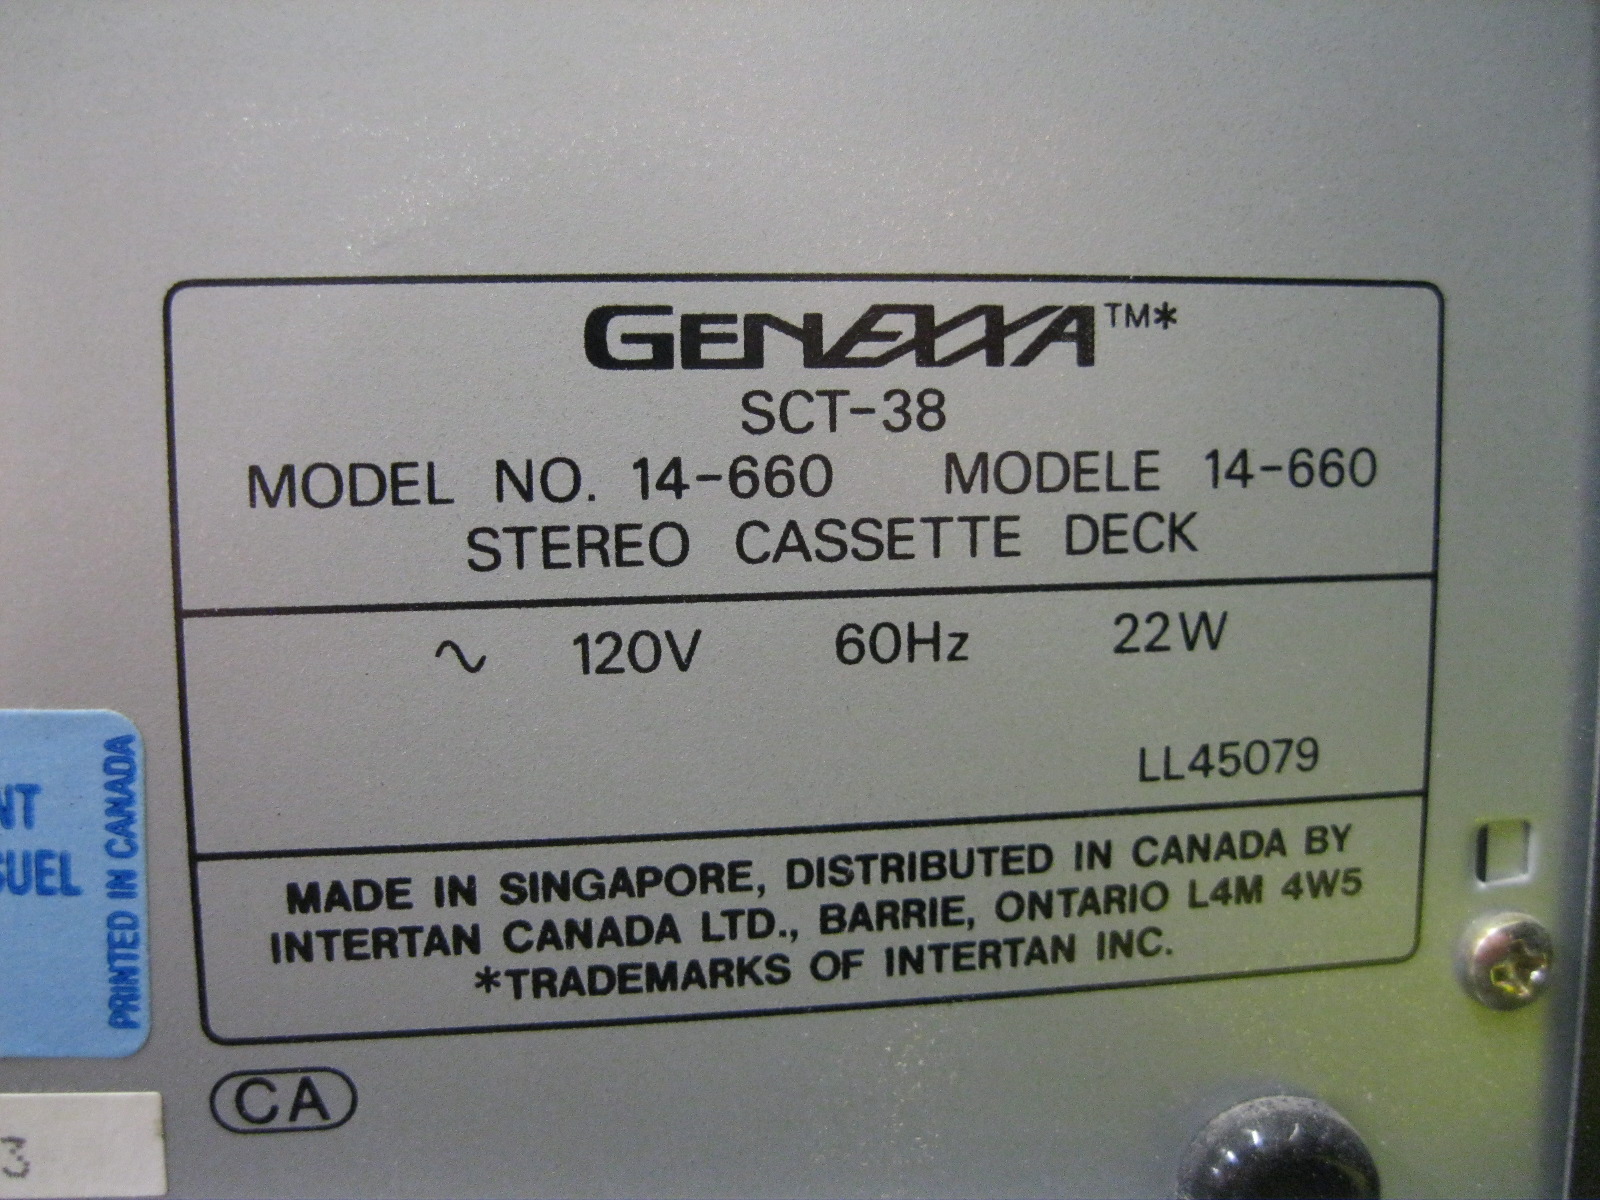 GENEXXA™*
SCT-38
MODEL NO. 14-660 MODELE 14-660
STEREO CASSETTE DECK
∿ 120V 60Hz 22W
LL45079
MADE IN SINGAPORE, DISTRIBUTED IN CANADA BY
INTERTAN CANADA LTD., BARRIE, ONTARIO L4M 4W5
*TRADEMARKS OF INTERTAN INC.
CA
NT
SUEL
PRINTED IN CANADA
3